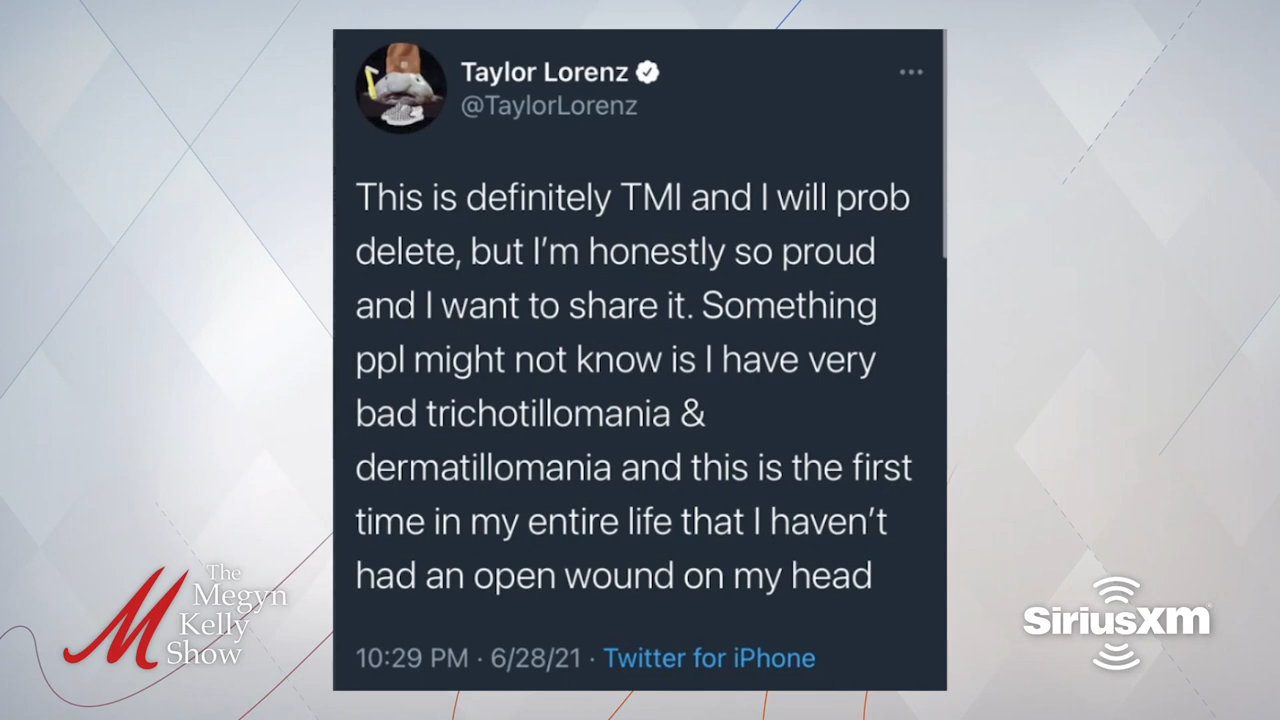 Taylor Lorenz
@TaylorLorenz
This is definitely TMI and I will prob
delete, but I’m honestly so proud
and I want to share it. Something
ppl might not know is I have very
bad trichotillomania &
dermatillomania and this is the first
time in my entire life that I haven’t
had an open wound on my head
10:29 PM · 6/28/21 · Twitter for iPhone
The
Megyn
Kelly
Show
SiriusXM